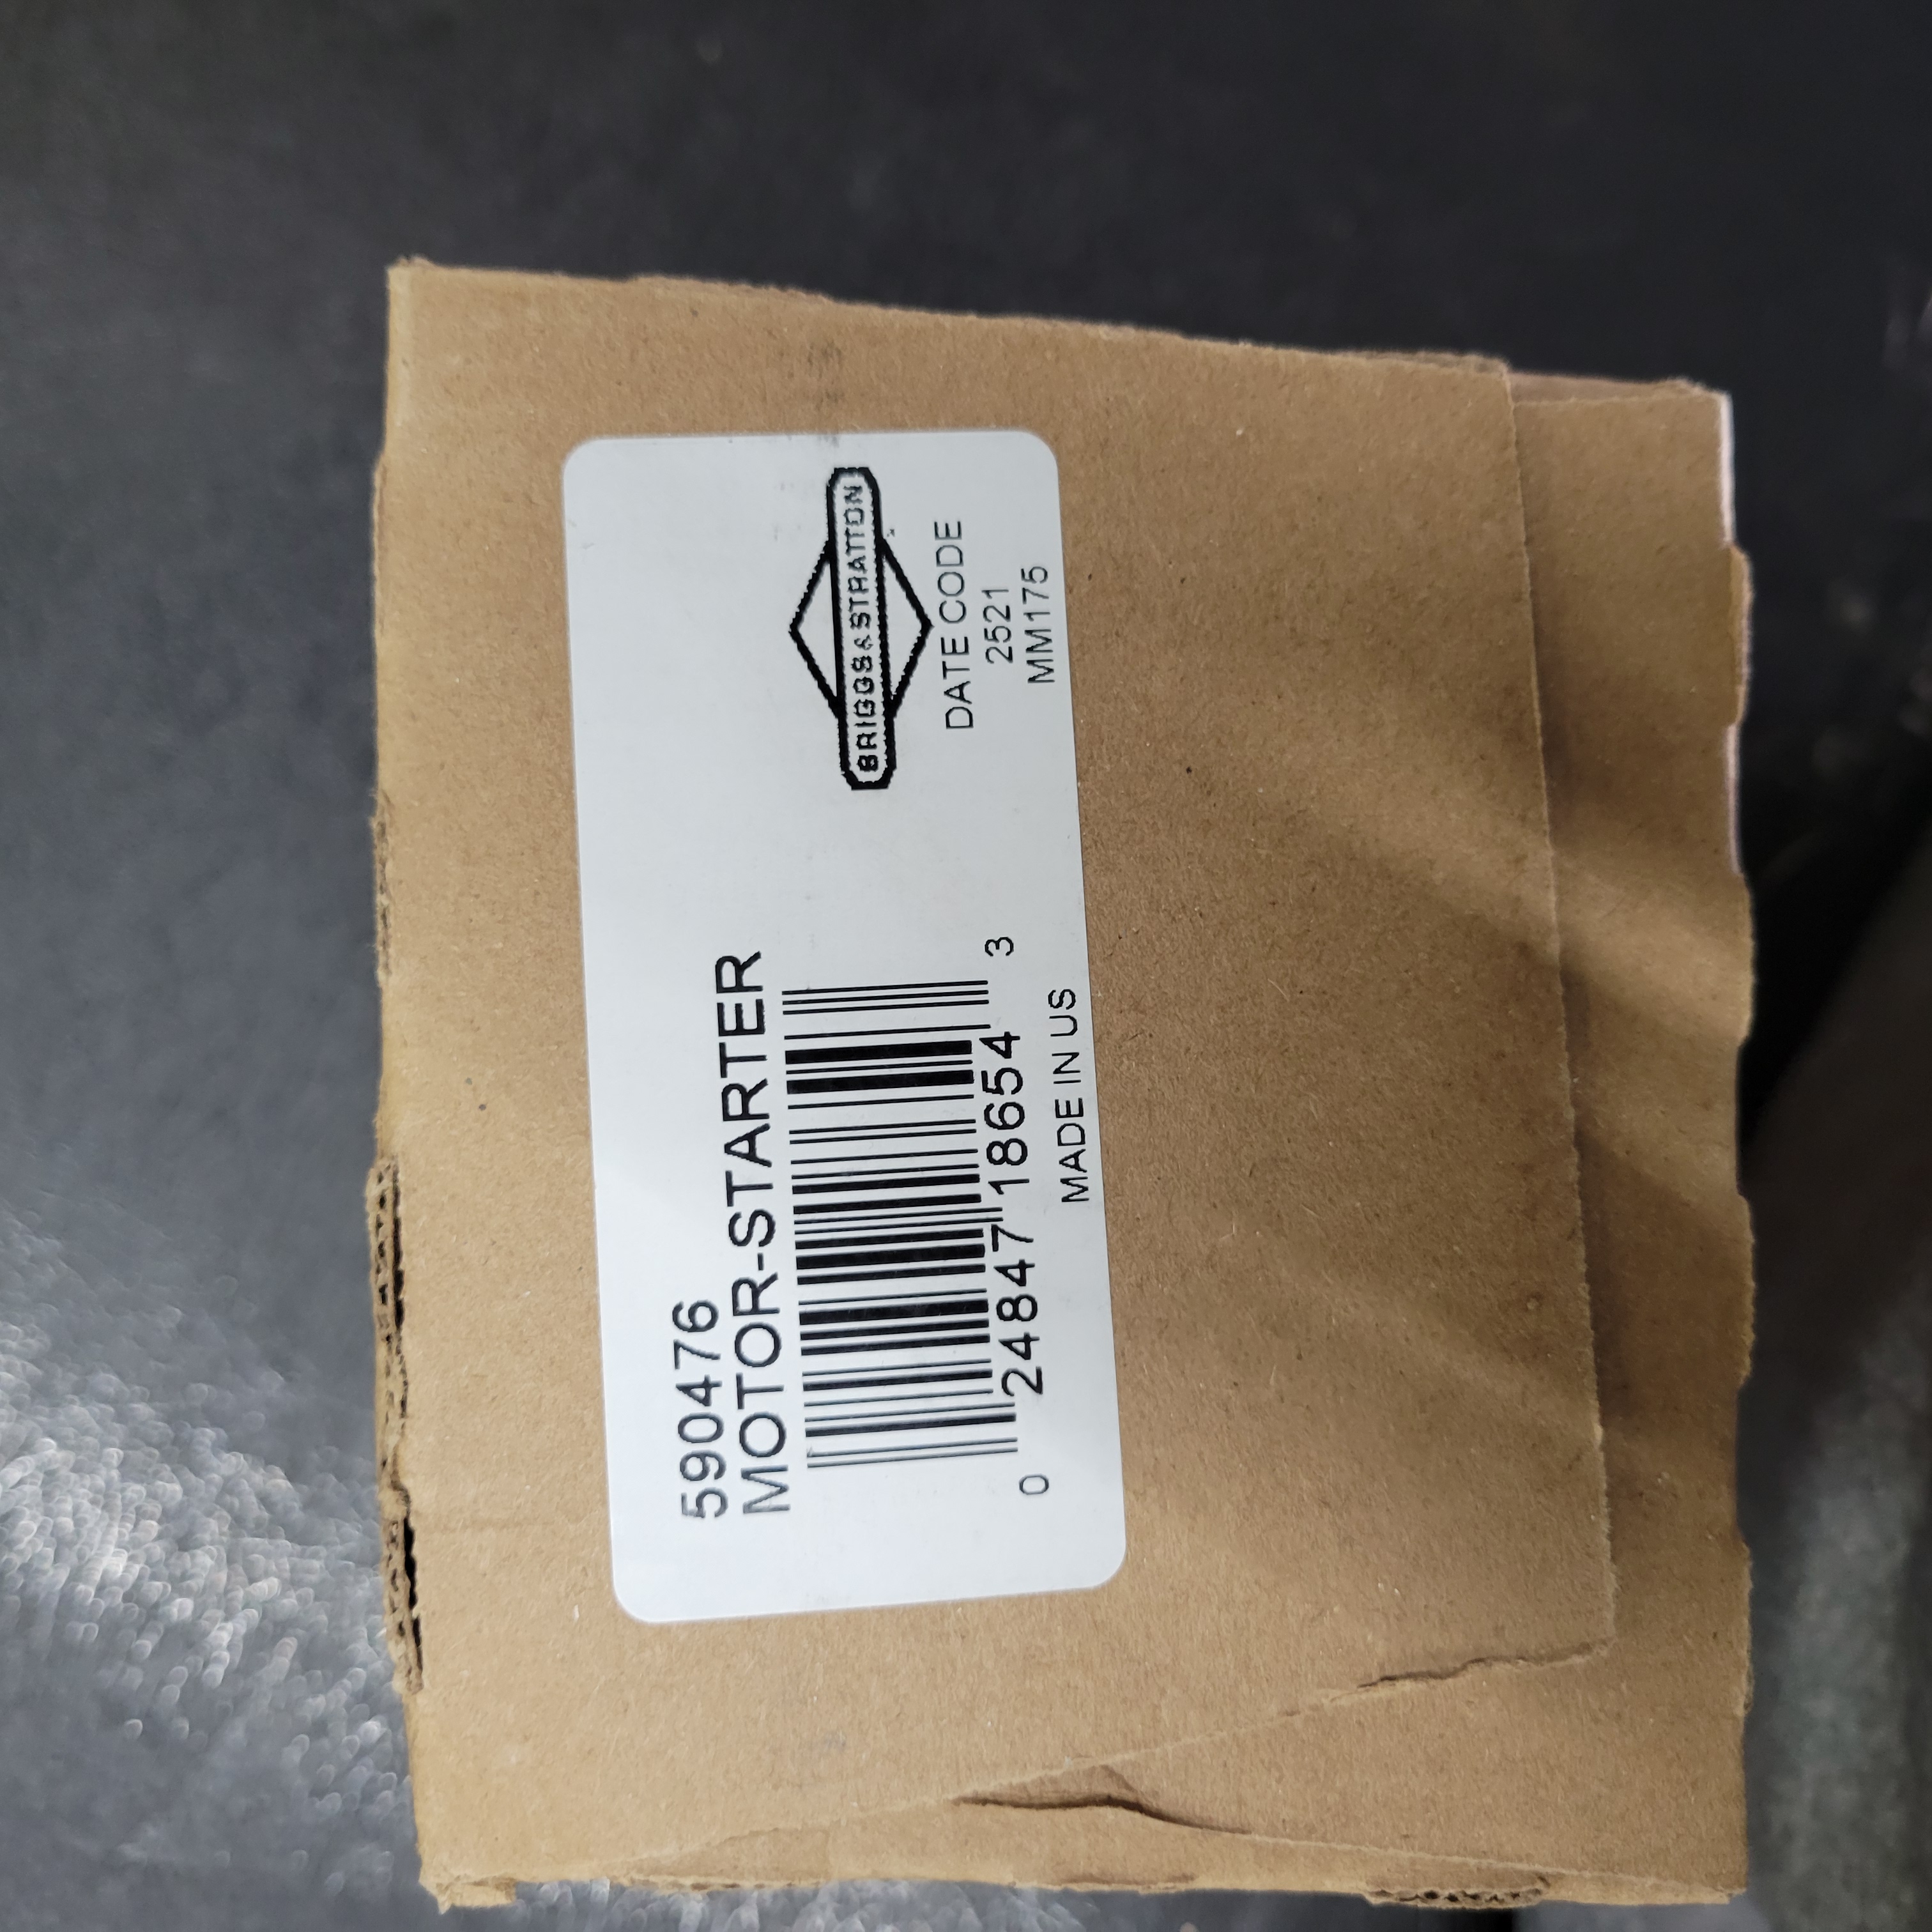 590476
MOTOR-STARTER
0 24847 18654 3
MADE IN US
BRIGGS & STRATTON
DATE CODE
2521
MM175